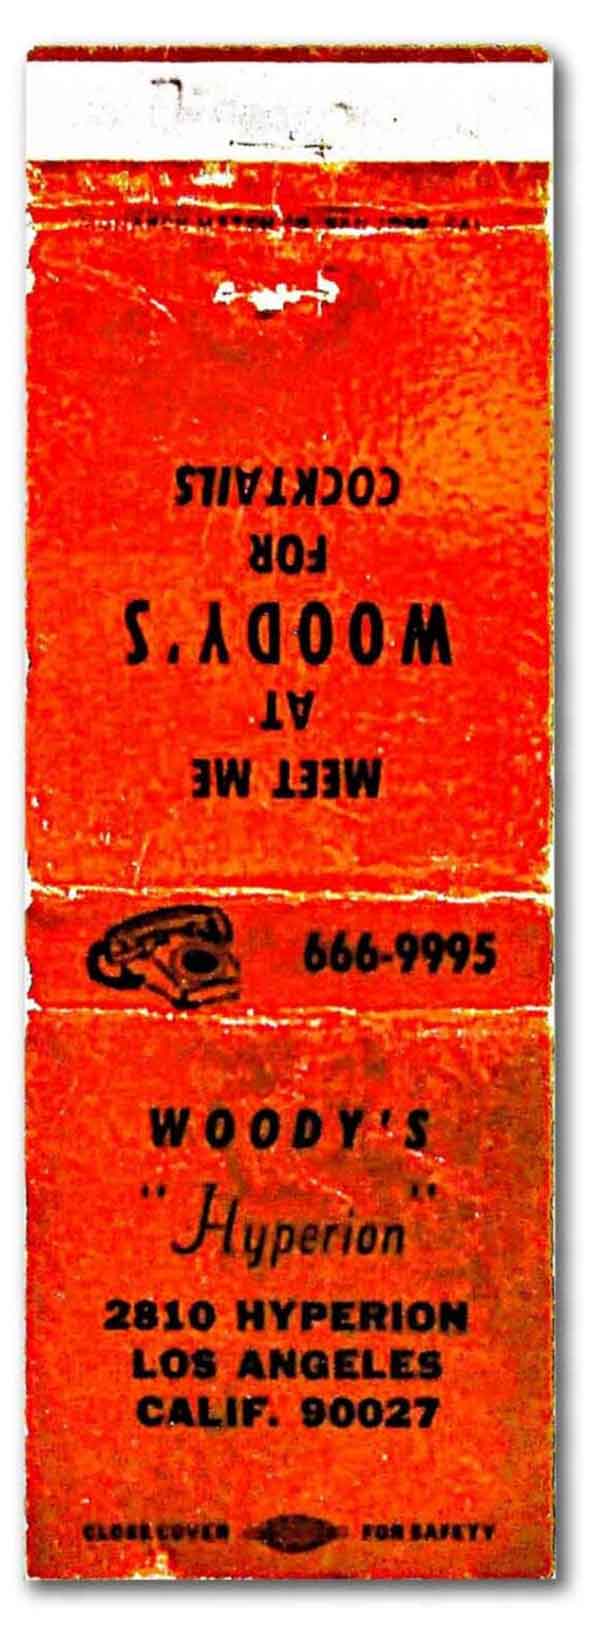 MEET ME
AT
WOODY'S
FOR
COCKTAILS
666-9995
WOODY'S
"Hyperion"
2810 HYPERION
LOS ANGELES
CALIF. 90027
CLOSE COVER FOR SAFETY